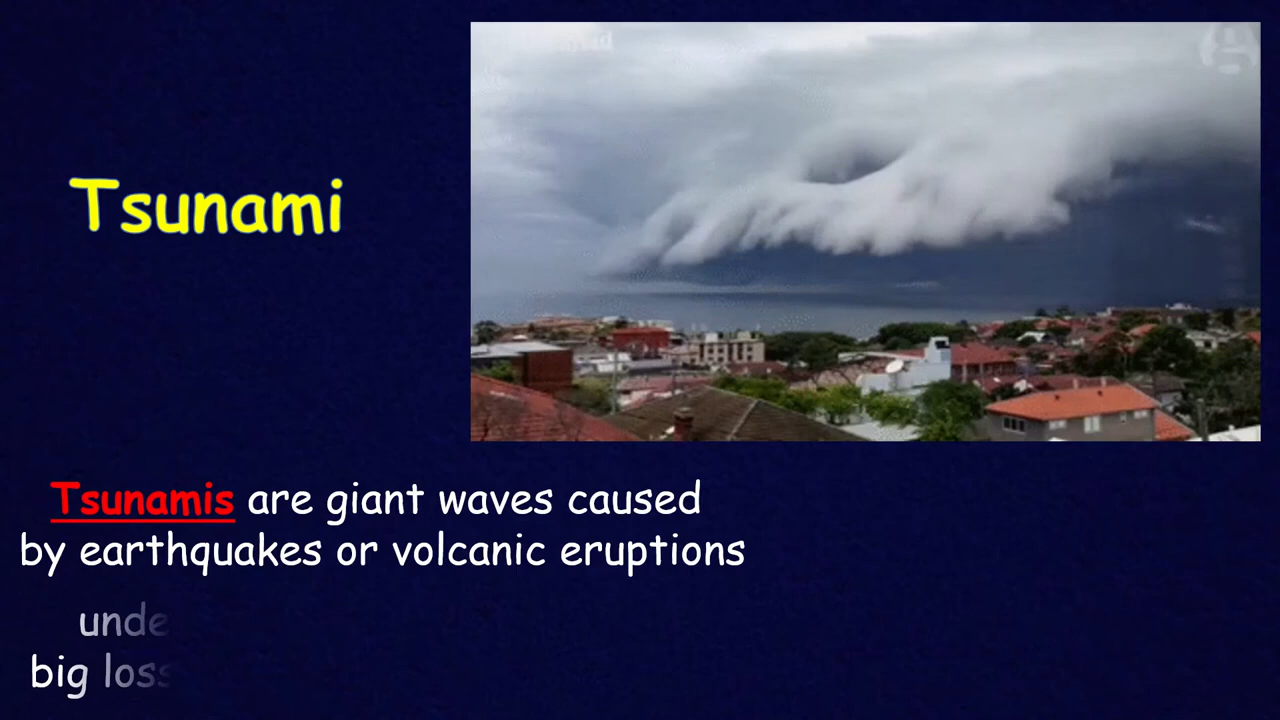 Tsunami
Tsunamis are giant waves caused
by earthquakes or volcanic eruptions
unde
big loss